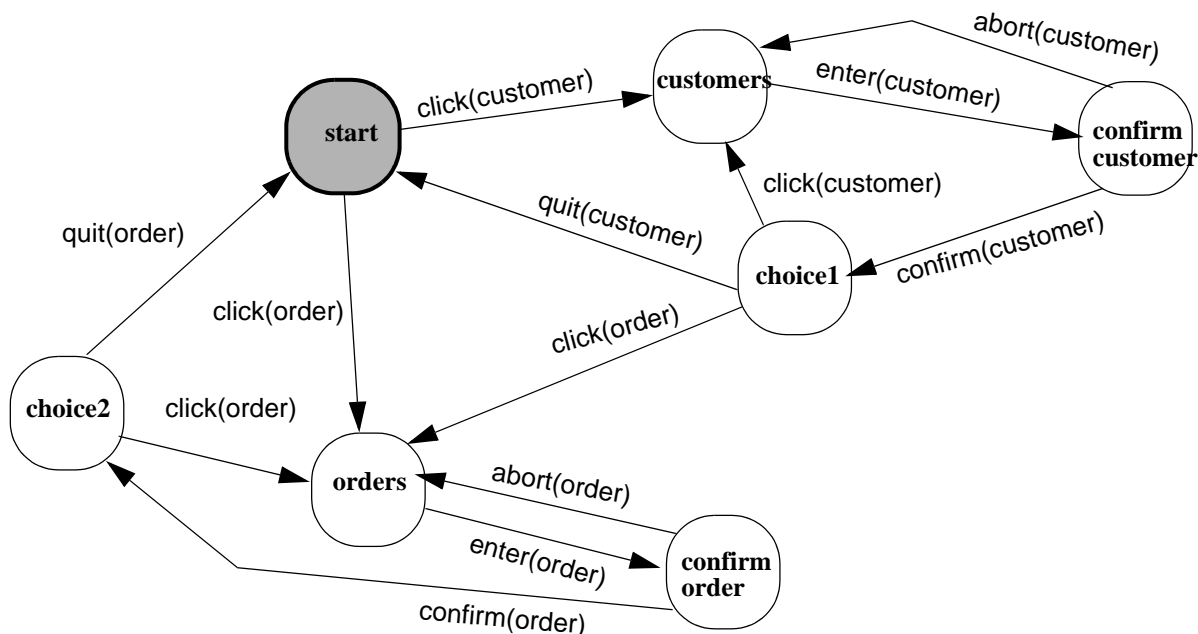 abort(customer)
click(customer)
customers
enter(customer)
start
confirm
customer
click(customer)
quit(customer)
quit(order)
confirm(customer)
choice1
click(order)
click(order)
choice2
click(order)
orders
abort(order)
enter(order)
confirm
order
confirm(order)